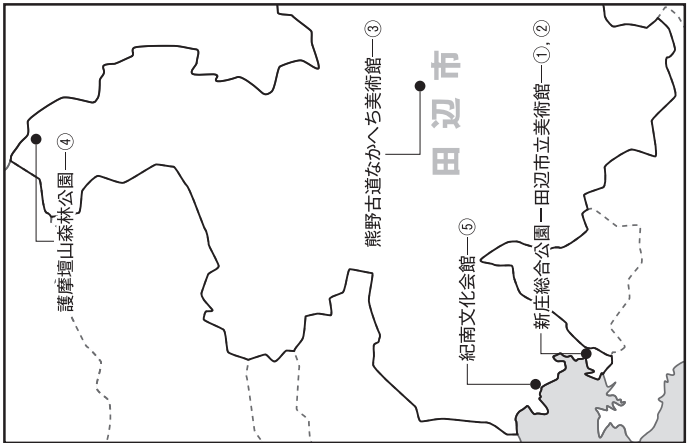 護摩壇山森林公園—④
熊野古道なかへち美術館—③
田辺市
紀南文化会館—⑤
新庄総合公園ー田辺市立美術館—①,②